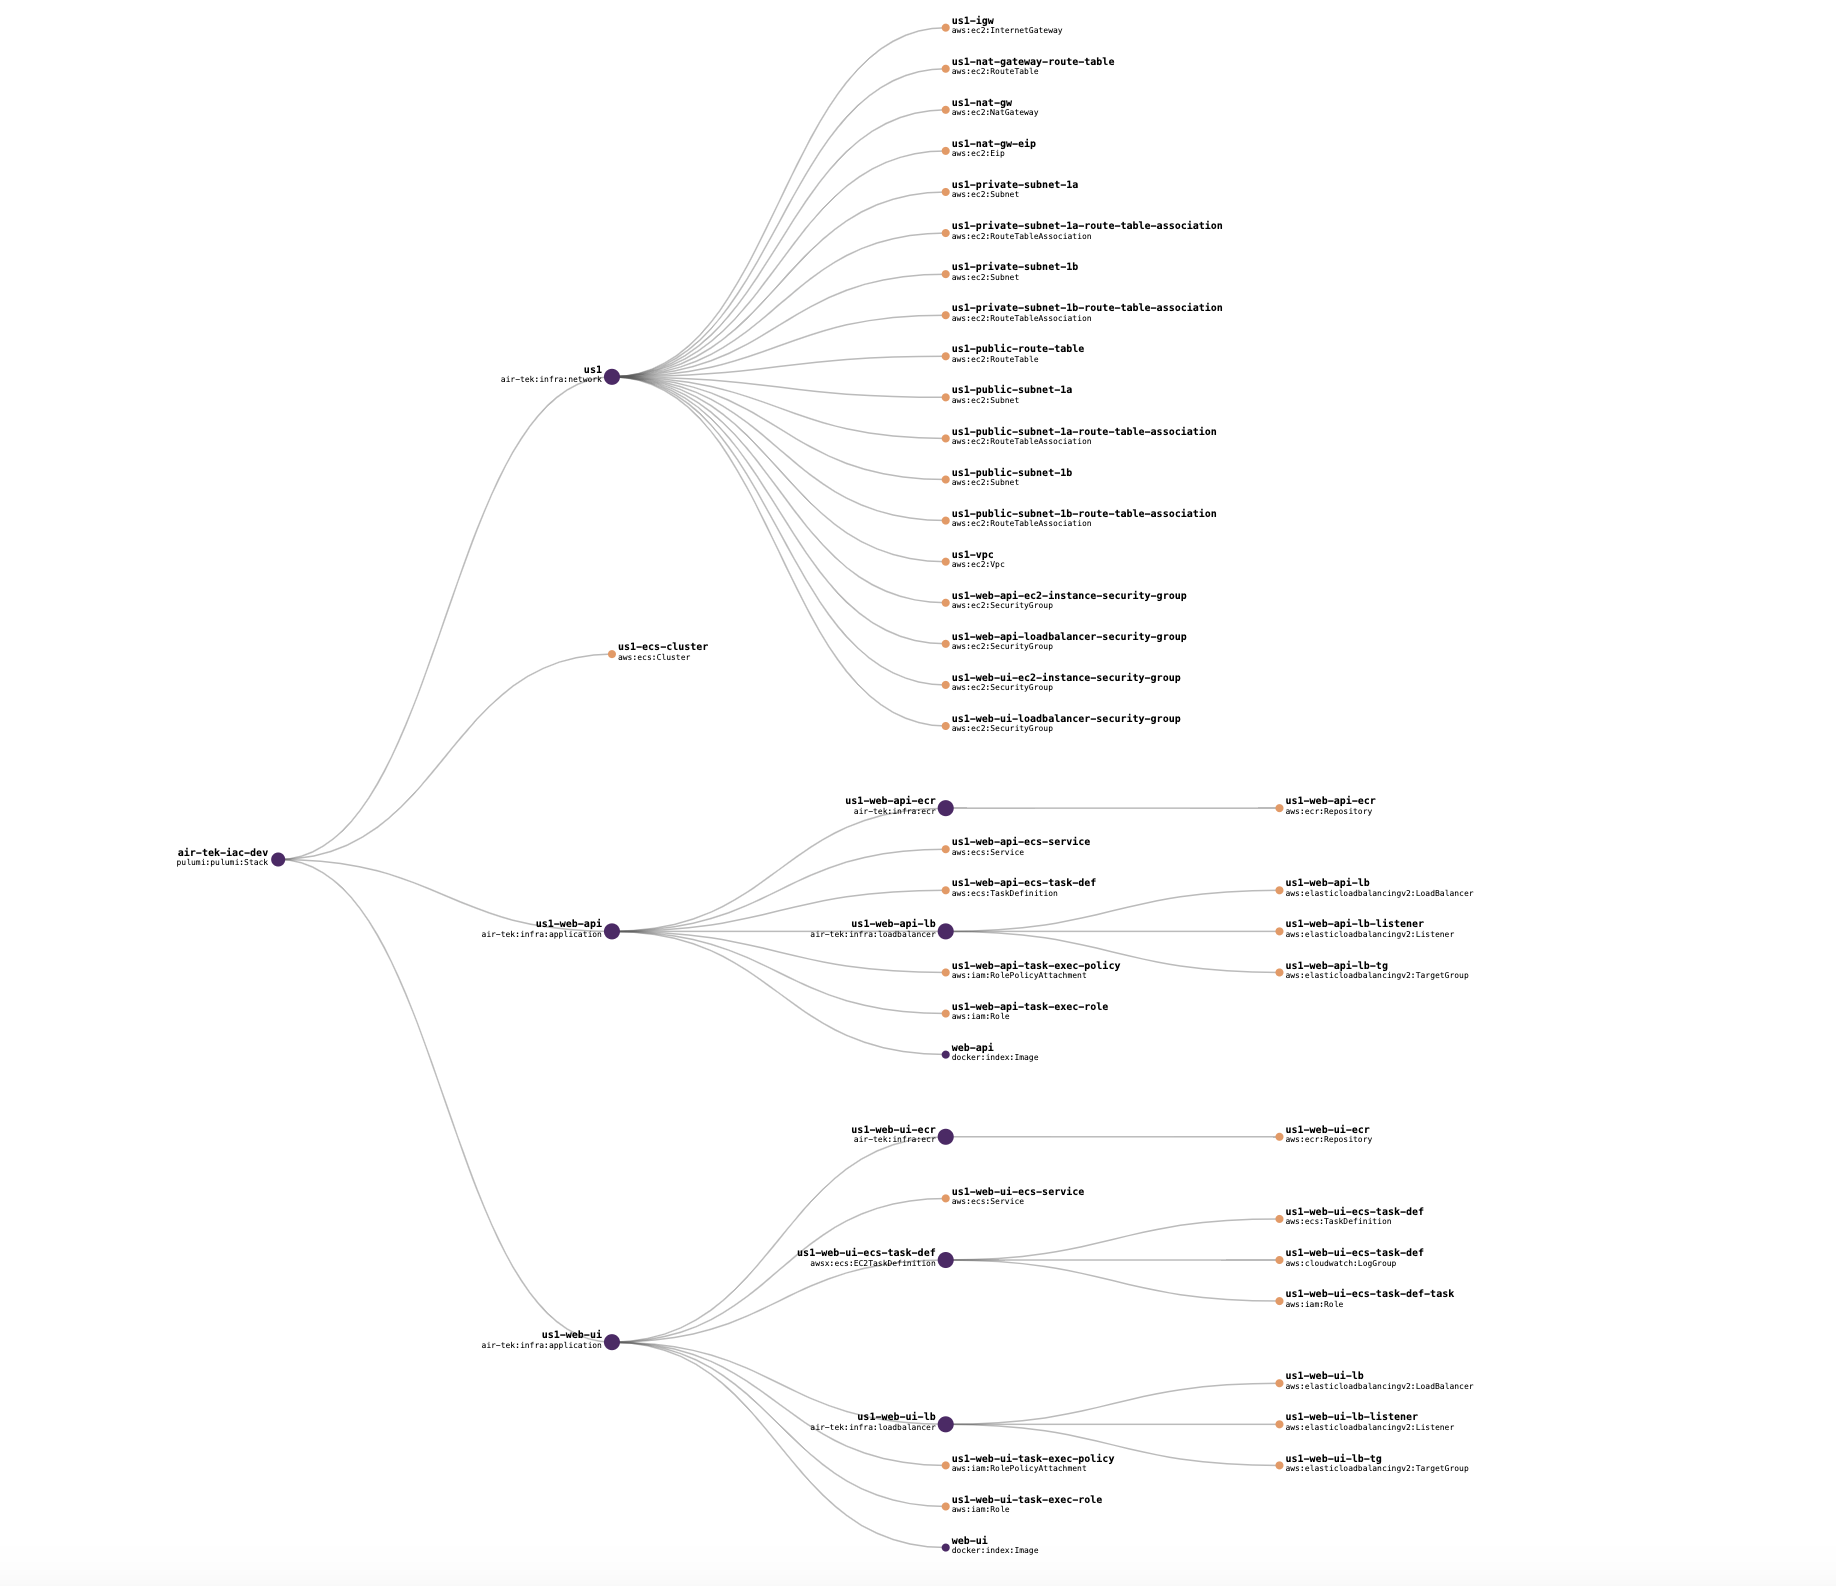 us1-igw
aws:ec2:InternetGateway
us1-nat-gateway-route-table
aws:ec2:RouteTable
us1-nat-gw
aws:ec2:NatGateway
us1-nat-gw-eip
aws:ec2:Eip
us1-private-subnet-1a
aws:ec2:Subnet
us1-private-subnet-1a-route-table-association
aws:ec2:RouteTableAssociation
us1-private-subnet-1b
aws:ec2:Subnet
us1-private-subnet-1b-route-table-association
aws:ec2:RouteTableAssociation
us1-public-route-table
aws:ec2:RouteTable
us1
air-tek:infra:network
us1-public-subnet-1a
aws:ec2:Subnet
us1-public-subnet-1a-route-table-association
aws:ec2:RouteTableAssociation
us1-public-subnet-1b
aws:ec2:Subnet
us1-public-subnet-1b-route-table-association
aws:ec2:RouteTableAssociation
us1-vpc
aws:ec2:Vpc
us1-web-api-ec2-instance-security-group
aws:ec2:SecurityGroup
us1-web-api-loadbalancer-security-group
aws:ec2:SecurityGroup
us1-ecs-cluster
aws:ecs:Cluster
us1-web-ui-ec2-instance-security-group
aws:ec2:SecurityGroup
us1-web-ui-loadbalancer-security-group
aws:ec2:SecurityGroup
us1-web-api-ecr
air-tek:infra:ecr
us1-web-api-ecr
aws:ecr:Repository
us1-web-api-ecs-service
aws:ecs:Service
air-tek-iac-dev
pulumi:pulumi:Stack
us1-web-api-ecs-task-def
aws:ecs:TaskDefinition
us1-web-api-lb
aws:elasticloadbalancingv2:LoadBalancer
us1-web-api
air-tek:infra:application
us1-web-api-lb
air-tek:infra:loadbalancer
us1-web-api-lb-listener
aws:elasticloadbalancingv2:Listener
us1-web-api-task-exec-policy
aws:iam:RolePolicyAttachment
us1-web-api-lb-tg
aws:elasticloadbalancingv2:TargetGroup
us1-web-api-task-exec-role
aws:iam:Role
web-api
docker:index:Image
us1-web-ui-ecr
air-tek:infra:ecr
us1-web-ui-ecr
aws:ecr:Repository
us1-web-ui-ecs-service
aws:ecs:Service
us1-web-ui-ecs-task-def
aws:ecs:TaskDefinition
us1-web-ui-ecs-task-def
awsx:ecs:EC2TaskDefinition
us1-web-ui-ecs-task-def
aws:cloudwatch:LogGroup
us1-web-ui-ecs-task-def-task
aws:iam:Role
us1-web-ui
air-tek:infra:application
us1-web-ui-lb
aws:elasticloadbalancingv2:LoadBalancer
us1-web-ui-lb
air-tek:infra:loadbalancer
us1-web-ui-lb-listener
aws:elasticloadbalancingv2:Listener
us1-web-ui-task-exec-policy
aws:iam:RolePolicyAttachment
us1-web-ui-lb-tg
aws:elasticloadbalancingv2:TargetGroup
us1-web-ui-task-exec-role
aws:iam:Role
web-ui
docker:index:Image